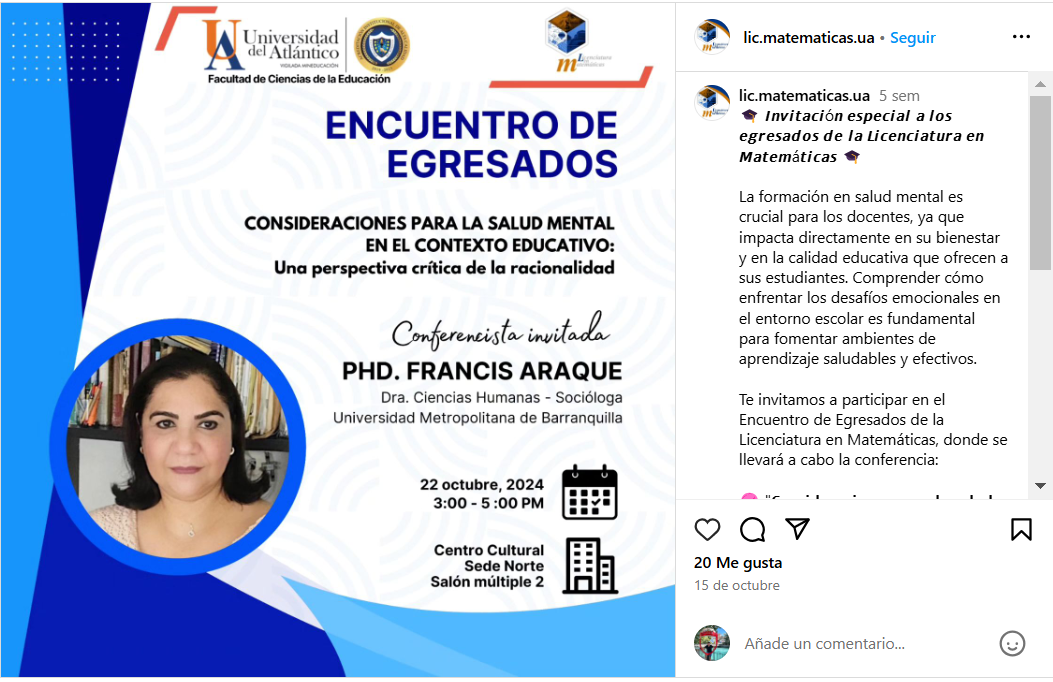 Universidad
del Atlántico
VIGILADA MINEDUCACIÓN
Facultad de Ciencias de la Educación
Licenciatura
Matemáticas
ENCUENTRO DE
EGRESADOS
CONSIDERACIONES PARA LA SALUD MENTAL
EN EL CONTEXTO EDUCATIVO:
Una perspectiva crítica de la racionalidad
Conferencista invitada
PHD. FRANCIS ARAQUE
Dra. Ciencias Humanas - Socióloga
Universidad Metropolitana de Barranquilla
22 octubre, 2024
3:00 - 5:00 PM
Centro Cultural
Sede Norte
Salón múltiple 2
lic.matematicas.ua • Seguir
lic.matematicas.ua 5 sem
🎓 Invitación especial a los
egresados de la Licenciatura en
Matemáticas 🎓
La formación en salud mental es
crucial para los docentes, ya que
impacta directamente en su bienestar
y en la calidad educativa que ofrecen a
sus estudiantes. Comprender cómo
enfrentar los desafíos emocionales en
el entorno escolar es fundamental
para fomentar ambientes de
aprendizaje saludables y efectivos.
Te invitamos a participar en el
Encuentro de Egresados de la
Licenciatura en Matemáticas, donde se
llevará a cabo la conferencia:
20 Me gusta
15 de octubre
Añade un comentario...